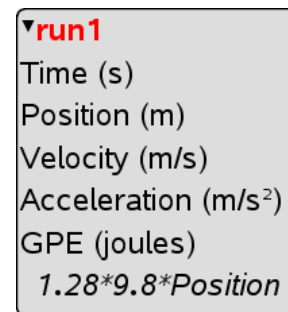 ▾run1
Time (s)
Position (m)
Velocity (m/s)
Acceleration (m/s²)
GPE (joules)
1.28*9.8*Position